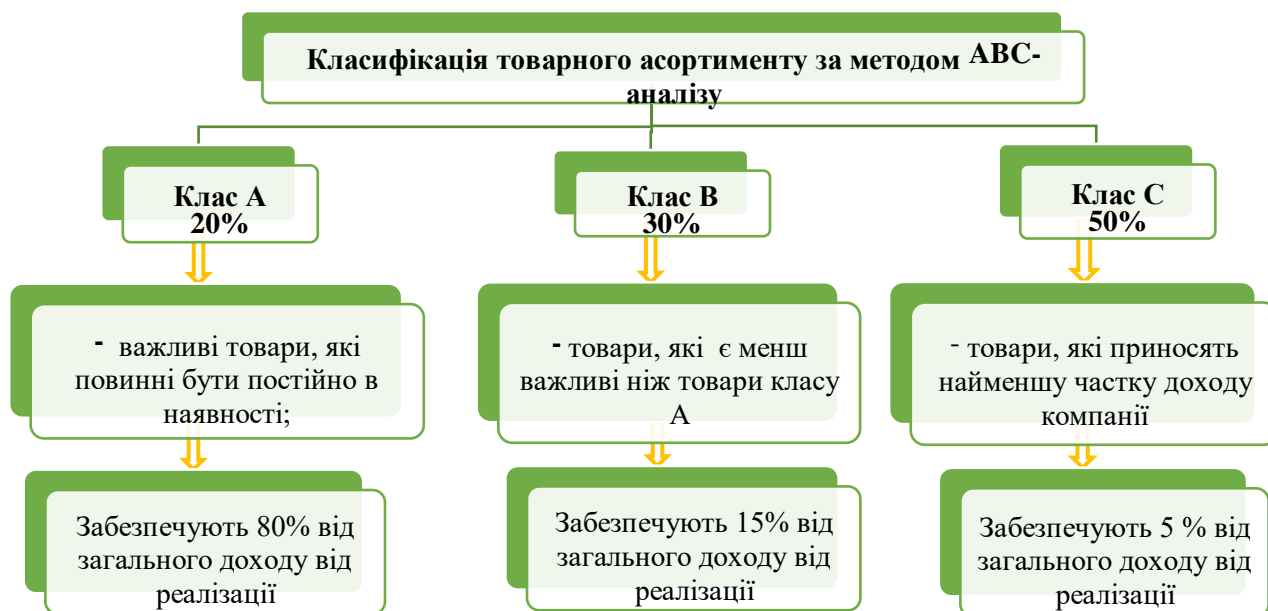 Класифікація товарного асортименту за методом АВС-
аналізу
Клас А
20%
Клас В
30%
Клас С
50%
- важливі товари, які
повинні бути постійно в
наявності;
- товари, які є менш
важливі ніж товари класу
А
- товари, які приносять
найменшу частку доходу
компанії
Забезпечують 80% від
загального доходу від
реалізації
Забезпечують 15% від
загального доходу від
реалізації
Забезпечують 5 % від
загального доходу від
реалізації